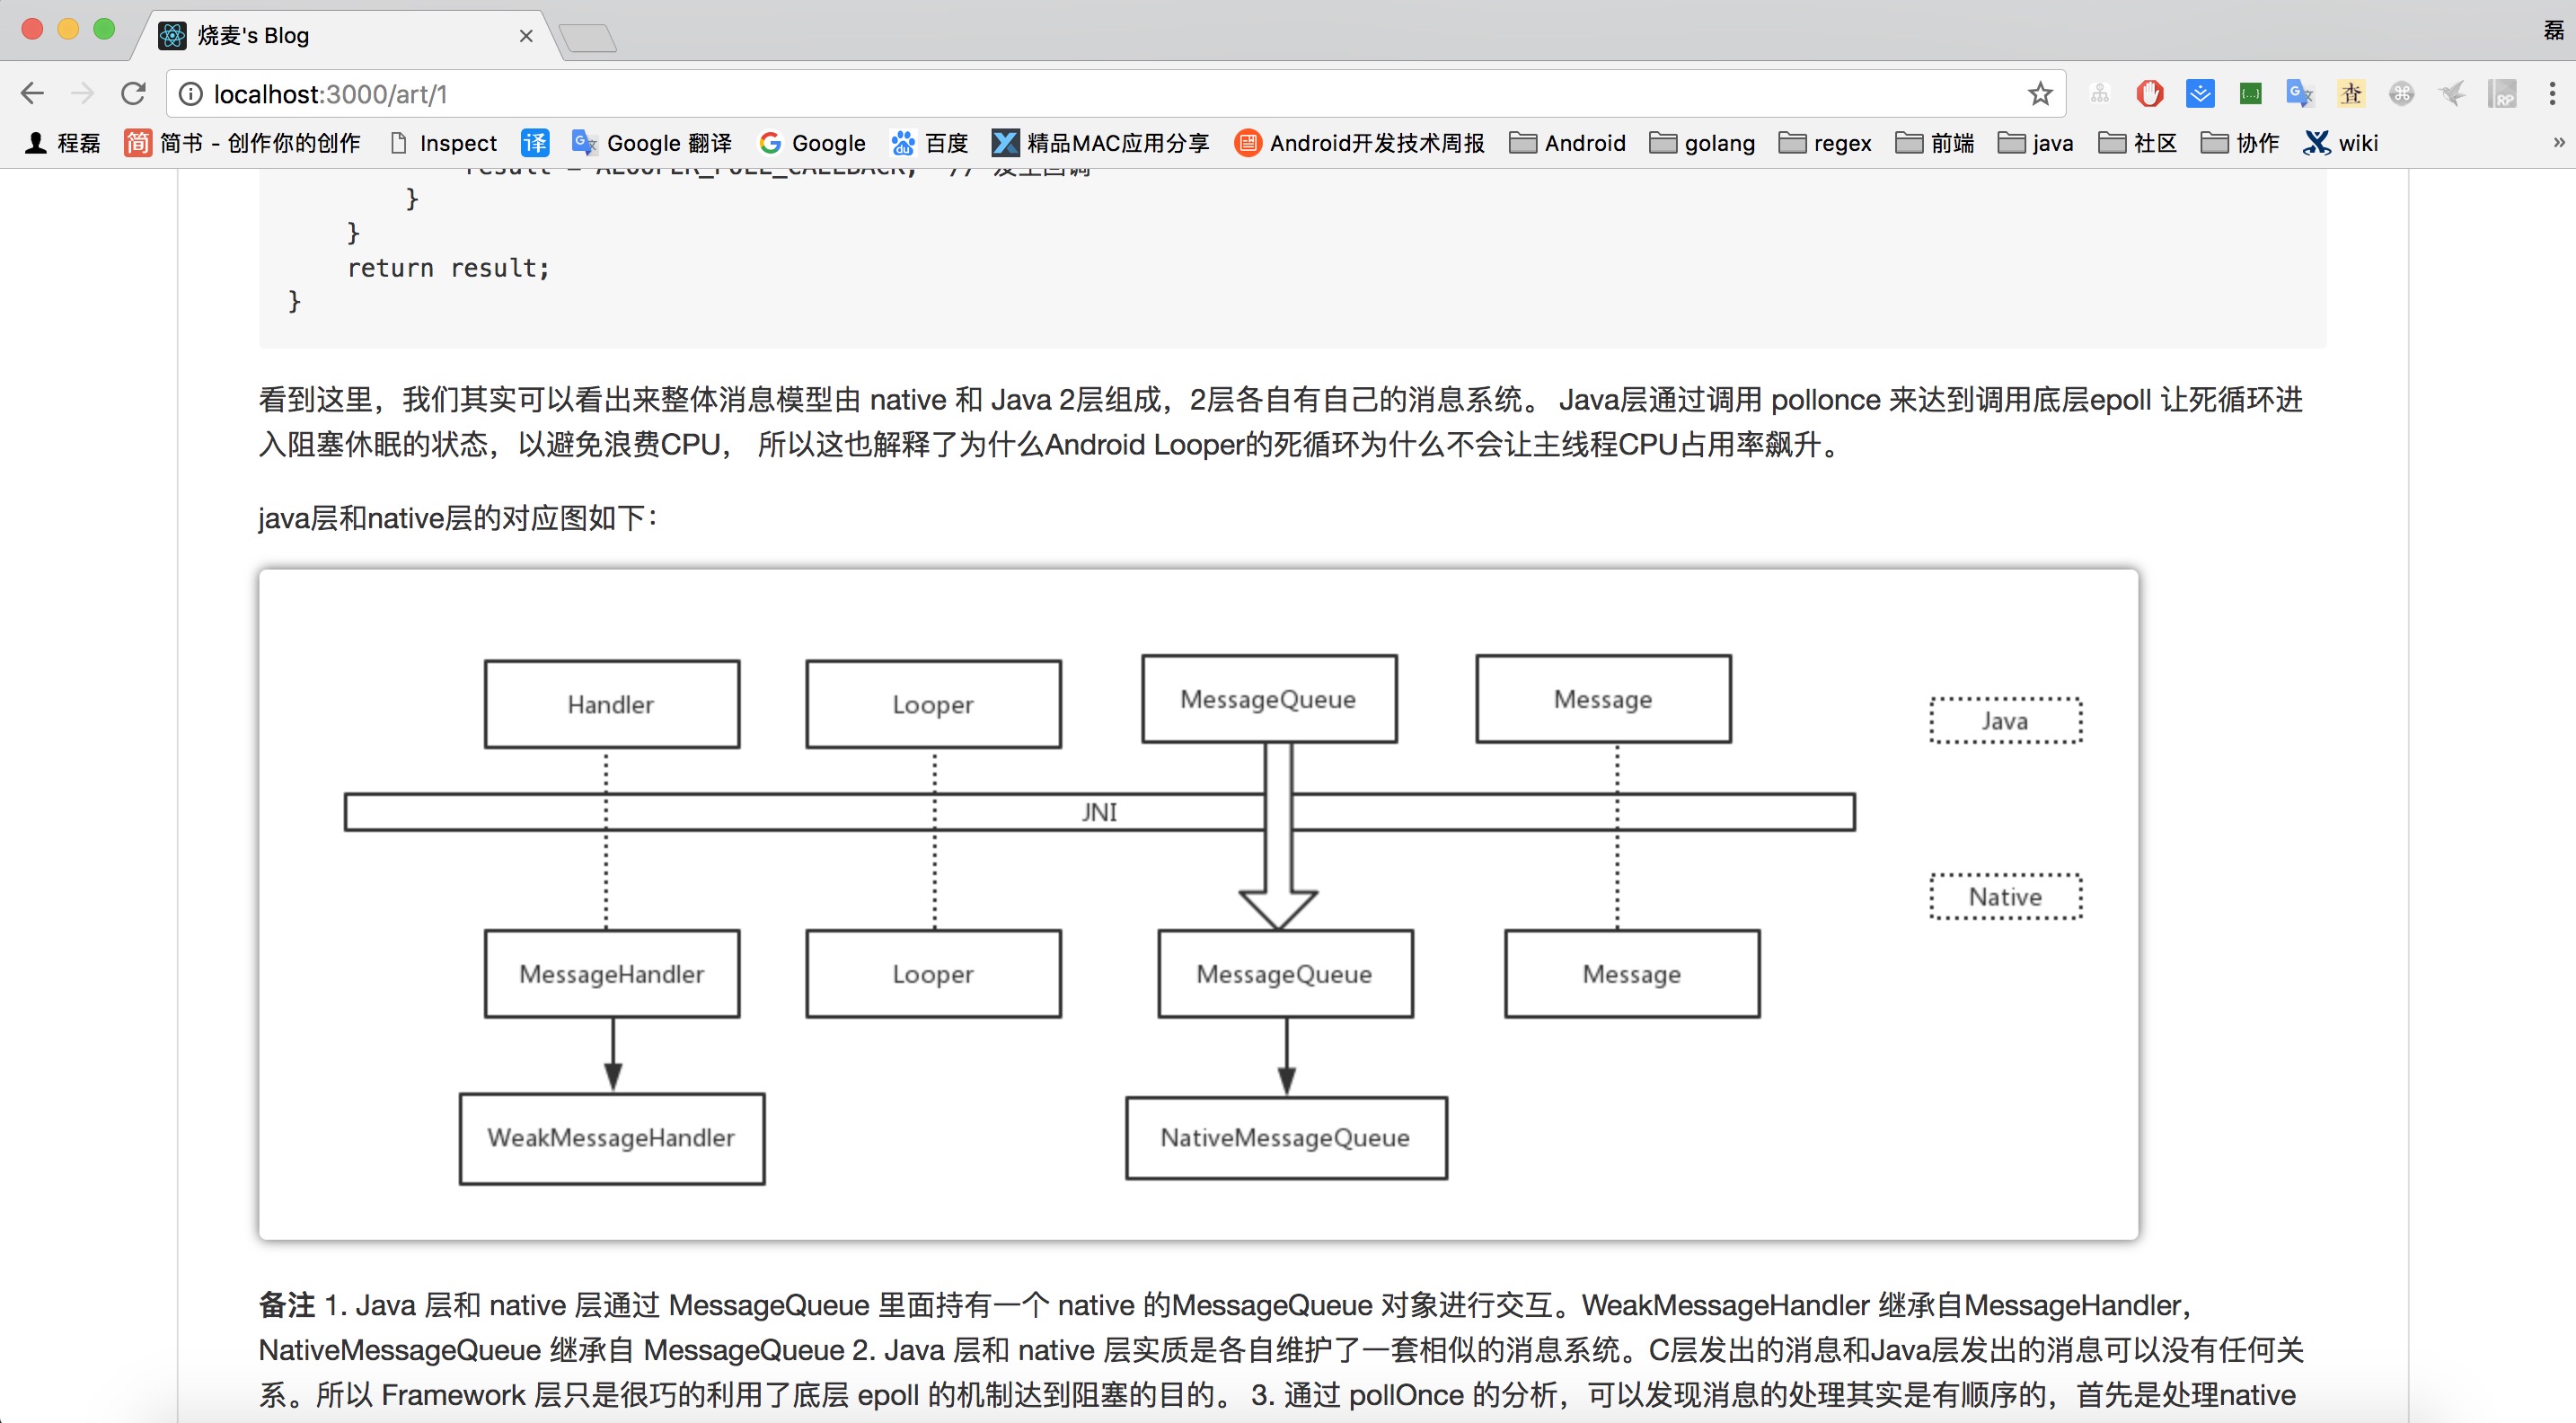 烧麦's Blog
磊
localhost:3000/art/1
程磊 简书 - 创作你的创作 Inspect 译 Google 翻译 Google 百度 精品MAC应用分享 Android开发技术周报 Android golang regex 前端 java 社区 协作 wiki »
result = ALOOPER_POLL_CALLBACK; // 发生回调
}
}
return result;
}
看到这里，我们其实可以看出来整体消息模型由 native 和 Java 2层组成，2层各自有自己的消息系统。 Java层通过调用 pollonce 来达到调用底层epoll 让死循环进
入阻塞休眠的状态，以避免浪费CPU， 所以这也解释了为什么Android Looper的死循环为什么不会让主线程CPU占用率飙升。
java层和native层的对应图如下：
Handler Looper MessageQueue Message Java
JNI
Native
MessageHandler Looper MessageQueue Message
WeakMessageHandler NativeMessageQueue
备注 1. Java 层和 native 层通过 MessageQueue 里面持有一个 native 的MessageQueue 对象进行交互。WeakMessageHandler 继承自MessageHandler，
NativeMessageQueue 继承自 MessageQueue 2. Java 层和 native 层实质是各自维护了一套相似的消息系统。C层发出的消息和Java层发出的消息可以没有任何关
系。所以 Framework 层只是很巧的利用了底层 epoll 的机制达到阻塞的目的。 3. 通过 pollOnce 的分析，可以发现消息的处理其实是有顺序的，首先是处理native